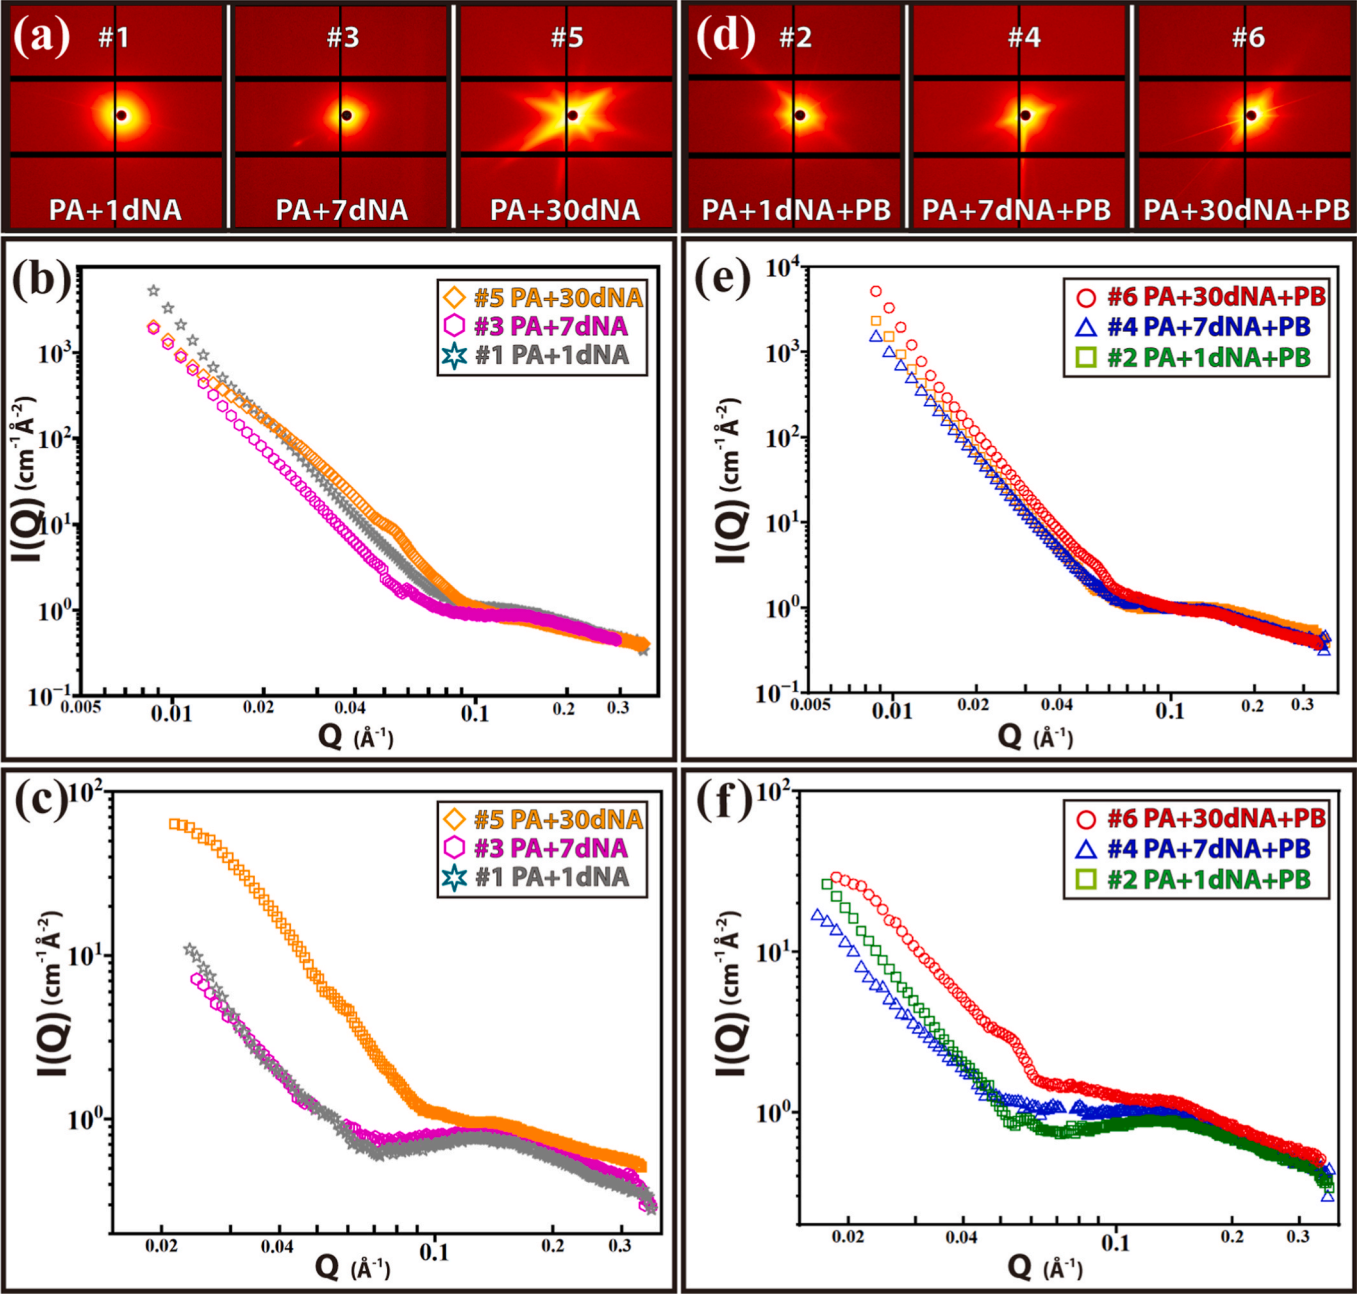 (a)
#1
#3
#5
PA+1dNA
PA+7dNA
PA+30dNA
(d)
#2
#4
#6
PA+1dNA+PB
PA+7dNA+PB
PA+30dNA+PB
(b)
#5 PA+30dNA
#3 PA+7dNA
#1 PA+1dNA
10³
10²
10¹
10⁰
10⁻¹
I(Q) (cm⁻¹Å⁻²)
0.005
0.01
0.02
0.04
0.1
0.2
0.3
Q (Å⁻¹)
(e)
#6 PA+30dNA+PB
#4 PA+7dNA+PB
#2 PA+1dNA+PB
10⁴
10³
10²
10¹
10⁰
10⁻¹
I(Q) (cm⁻¹Å⁻²)
0.005
0.01
0.02
0.04
0.1
0.2
0.3
Q (Å⁻¹)
(c)
#5 PA+30dNA
#3 PA+7dNA
#1 PA+1dNA
10²
10¹
10⁰
I(Q) (cm⁻¹Å⁻²)
0.02
0.04
0.1
0.2
0.3
Q (Å⁻¹)
(f)
#6 PA+30dNA+PB
#4 PA+7dNA+PB
#2 PA+1dNA+PB
10²
10¹
10⁰
I(Q) (cm⁻¹Å⁻²)
0.02
0.04
0.1
0.2
0.3
Q (Å⁻¹)